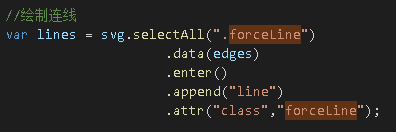 //绘制连线
var lines = svg.selectAll(".forceLine")
.data(edges)
.enter()
.append("line")
.attr("class","forceLine");